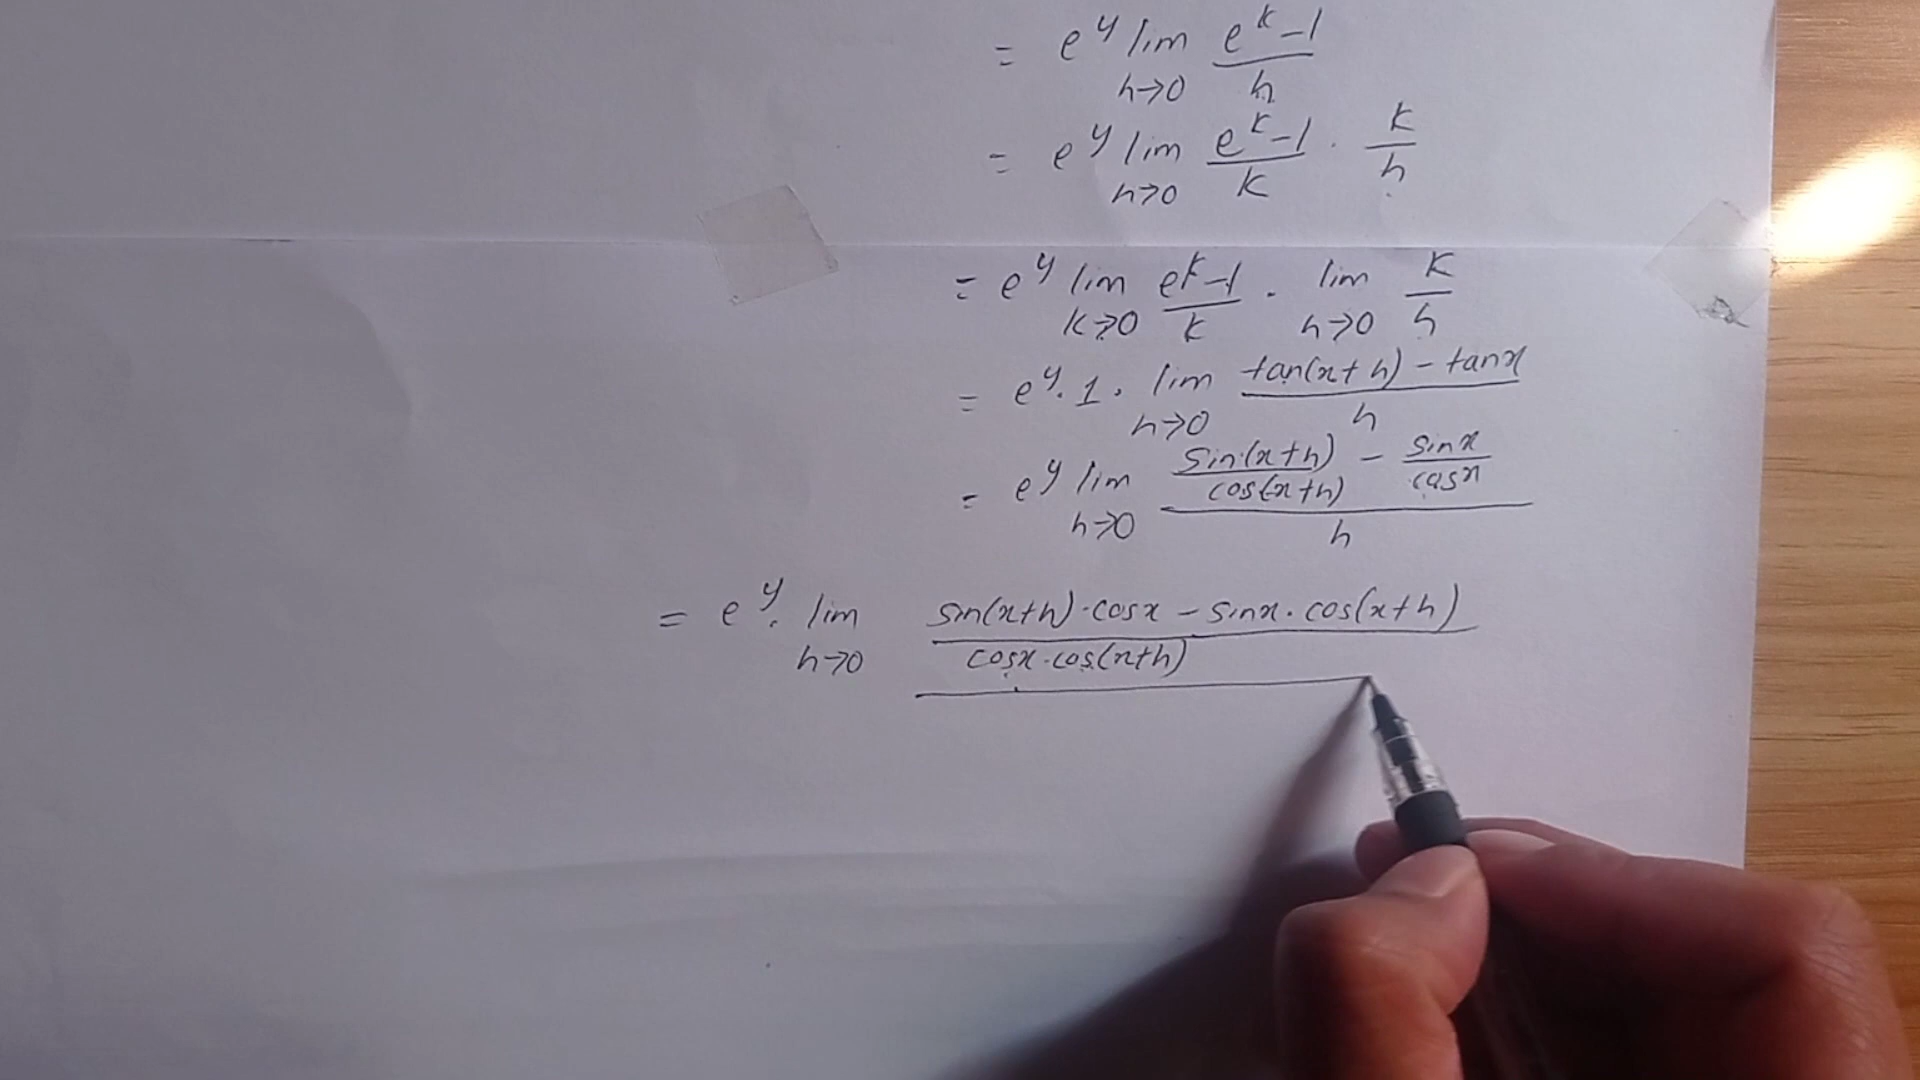 = e^y lim e^k-1
h→0 h
= e^y lim e^k-1 . k
h→0 k h
= e^y lim e^k-1 . lim k
k→0 k h→0 h
= e^y . 1 . lim tan(x+h) - tanx
h→0 h
= e^y lim sin(x+h) - sinx
cos(x+h) cosx
h→0 h
= e^y . lim sin(x+h)·cosx - sinx·cos(x+h)
h→0 cosx·cos(x+h)